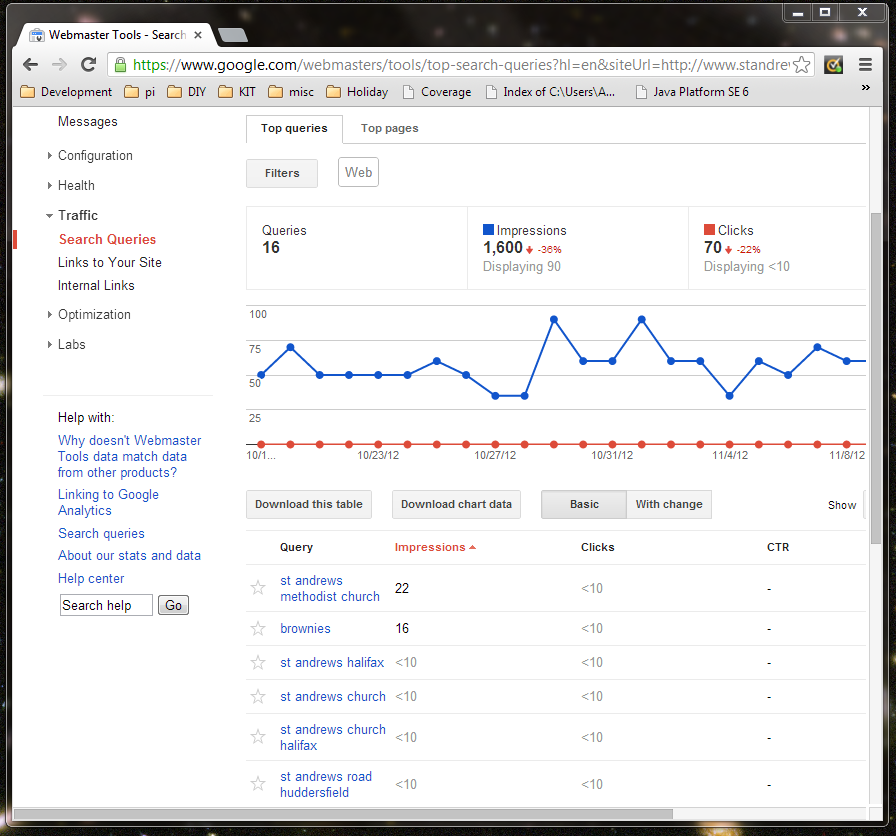 Webmaster Tools - Search
https://www.google.com/webmasters/tools/top-search-queries?hl=en&siteUrl=http://www.standre
Development pi DIY KIT misc Holiday Coverage Index of C:\Users\A... Java Platform SE 6 »
Messages
Configuration
Health
Traffic
Search Queries
Links to Your Site
Internal Links
Optimization
Labs
Help with:
Why doesn't Webmaster
Tools data match data
from other products?
Linking to Google
Analytics
Search queries
About our stats and data
Help center
Search help Go
Top queries Top pages
Filters Web
Queries
16
Impressions
1,600 -36%
Displaying 90
Clicks
70 -22%
Displaying <10
100
75
50
25
10/1... 10/23/12 10/27/12 10/31/12 11/4/12 11/8/12
Download this table Download chart data Basic With change Show
Query Impressions Clicks CTR
st andrews
methodist church 22 <10 -
brownies 16 <10 -
st andrews halifax <10 <10 -
st andrews church <10 <10 -
st andrews church
halifax <10 <10 -
st andrews road
huddersfield <10 <10 -